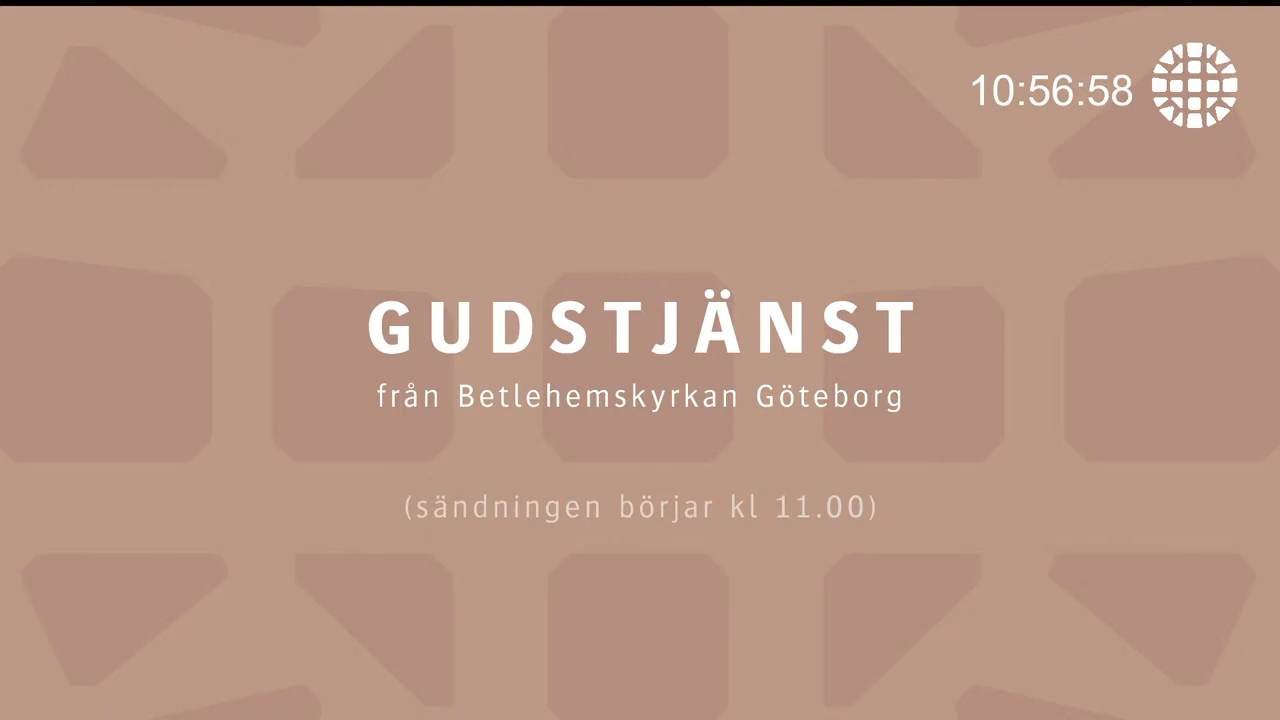 10:56:58
GUDSTJÄNST
från Betlehemskyrkan Göteborg
(sändningen börjar kl 11.00)